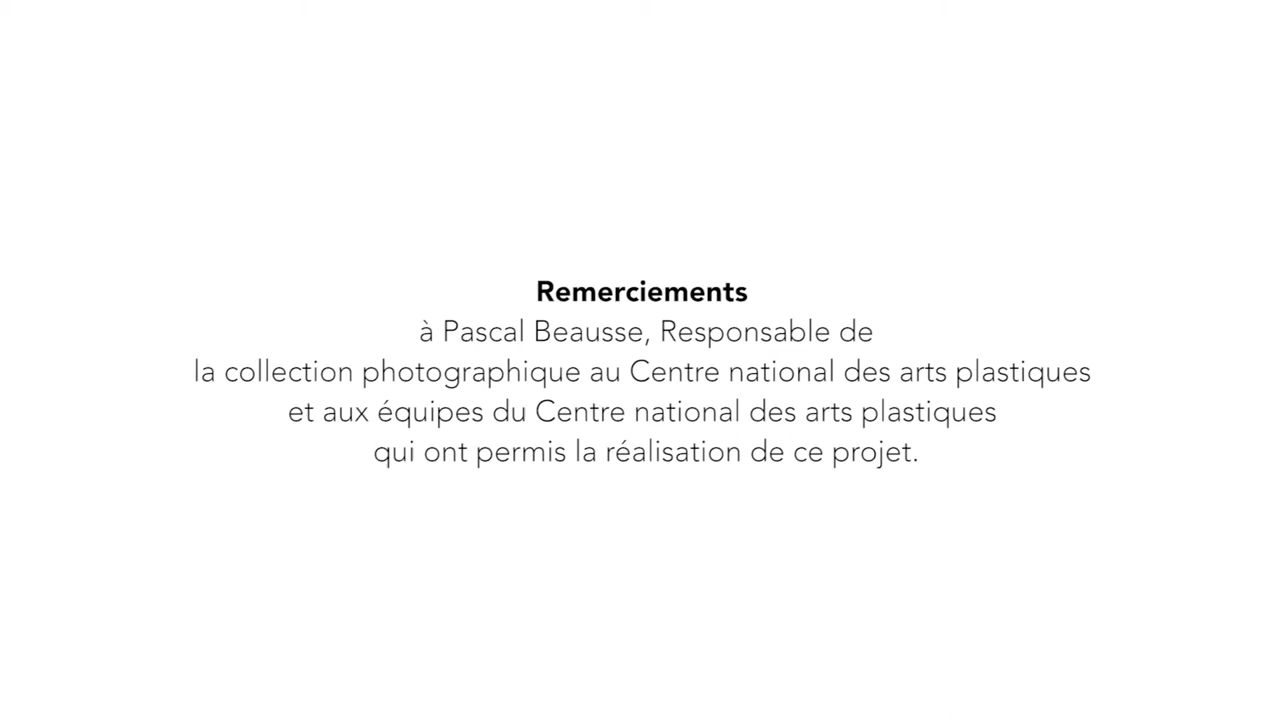 Remerciements
à Pascal Beausse, Responsable de
la collection photographique au Centre national des arts plastiques
et aux équipes du Centre national des arts plastiques
qui ont permis la réalisation de ce projet.